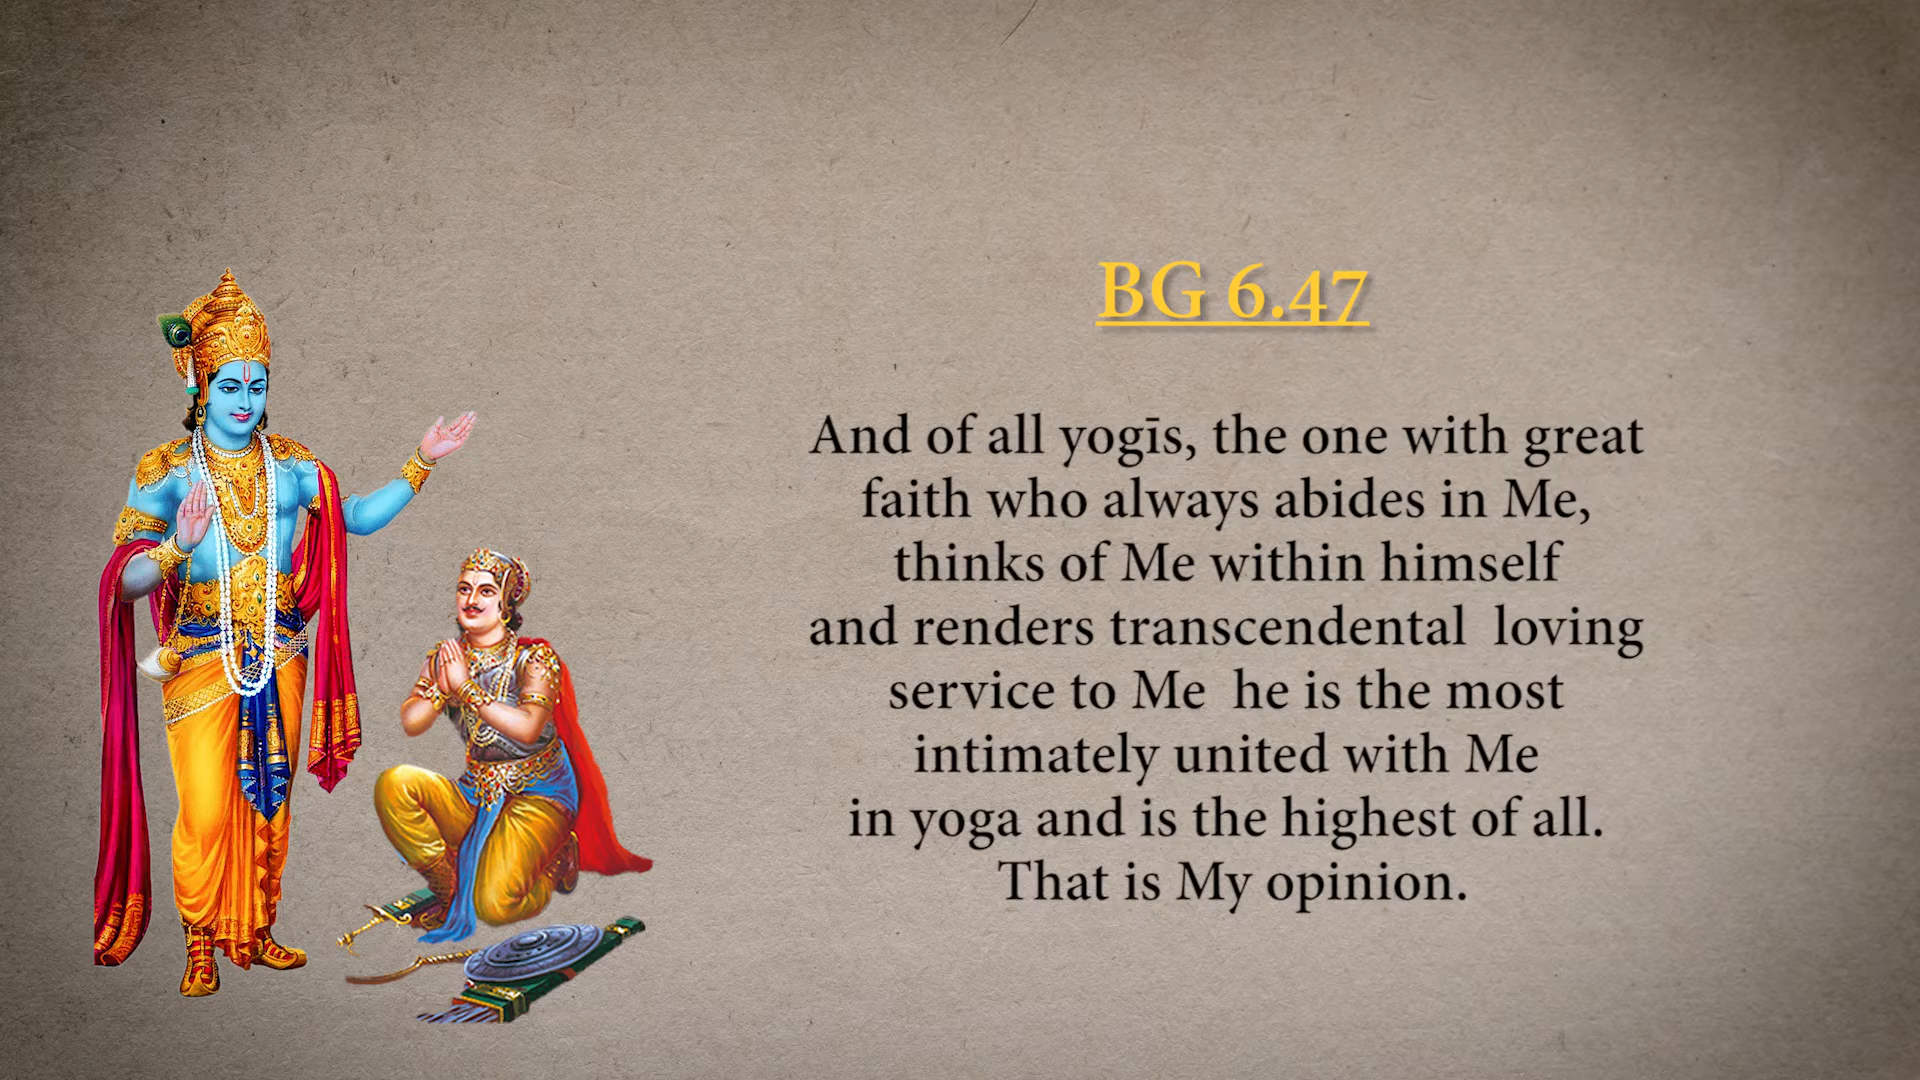 BG 6.47
And of all yogīs, the one with great
faith who always abides in Me,
thinks of Me within himself
and renders transcendental loving
service to Me he is the most
intimately united with Me
in yoga and is the highest of all.
That is My opinion.